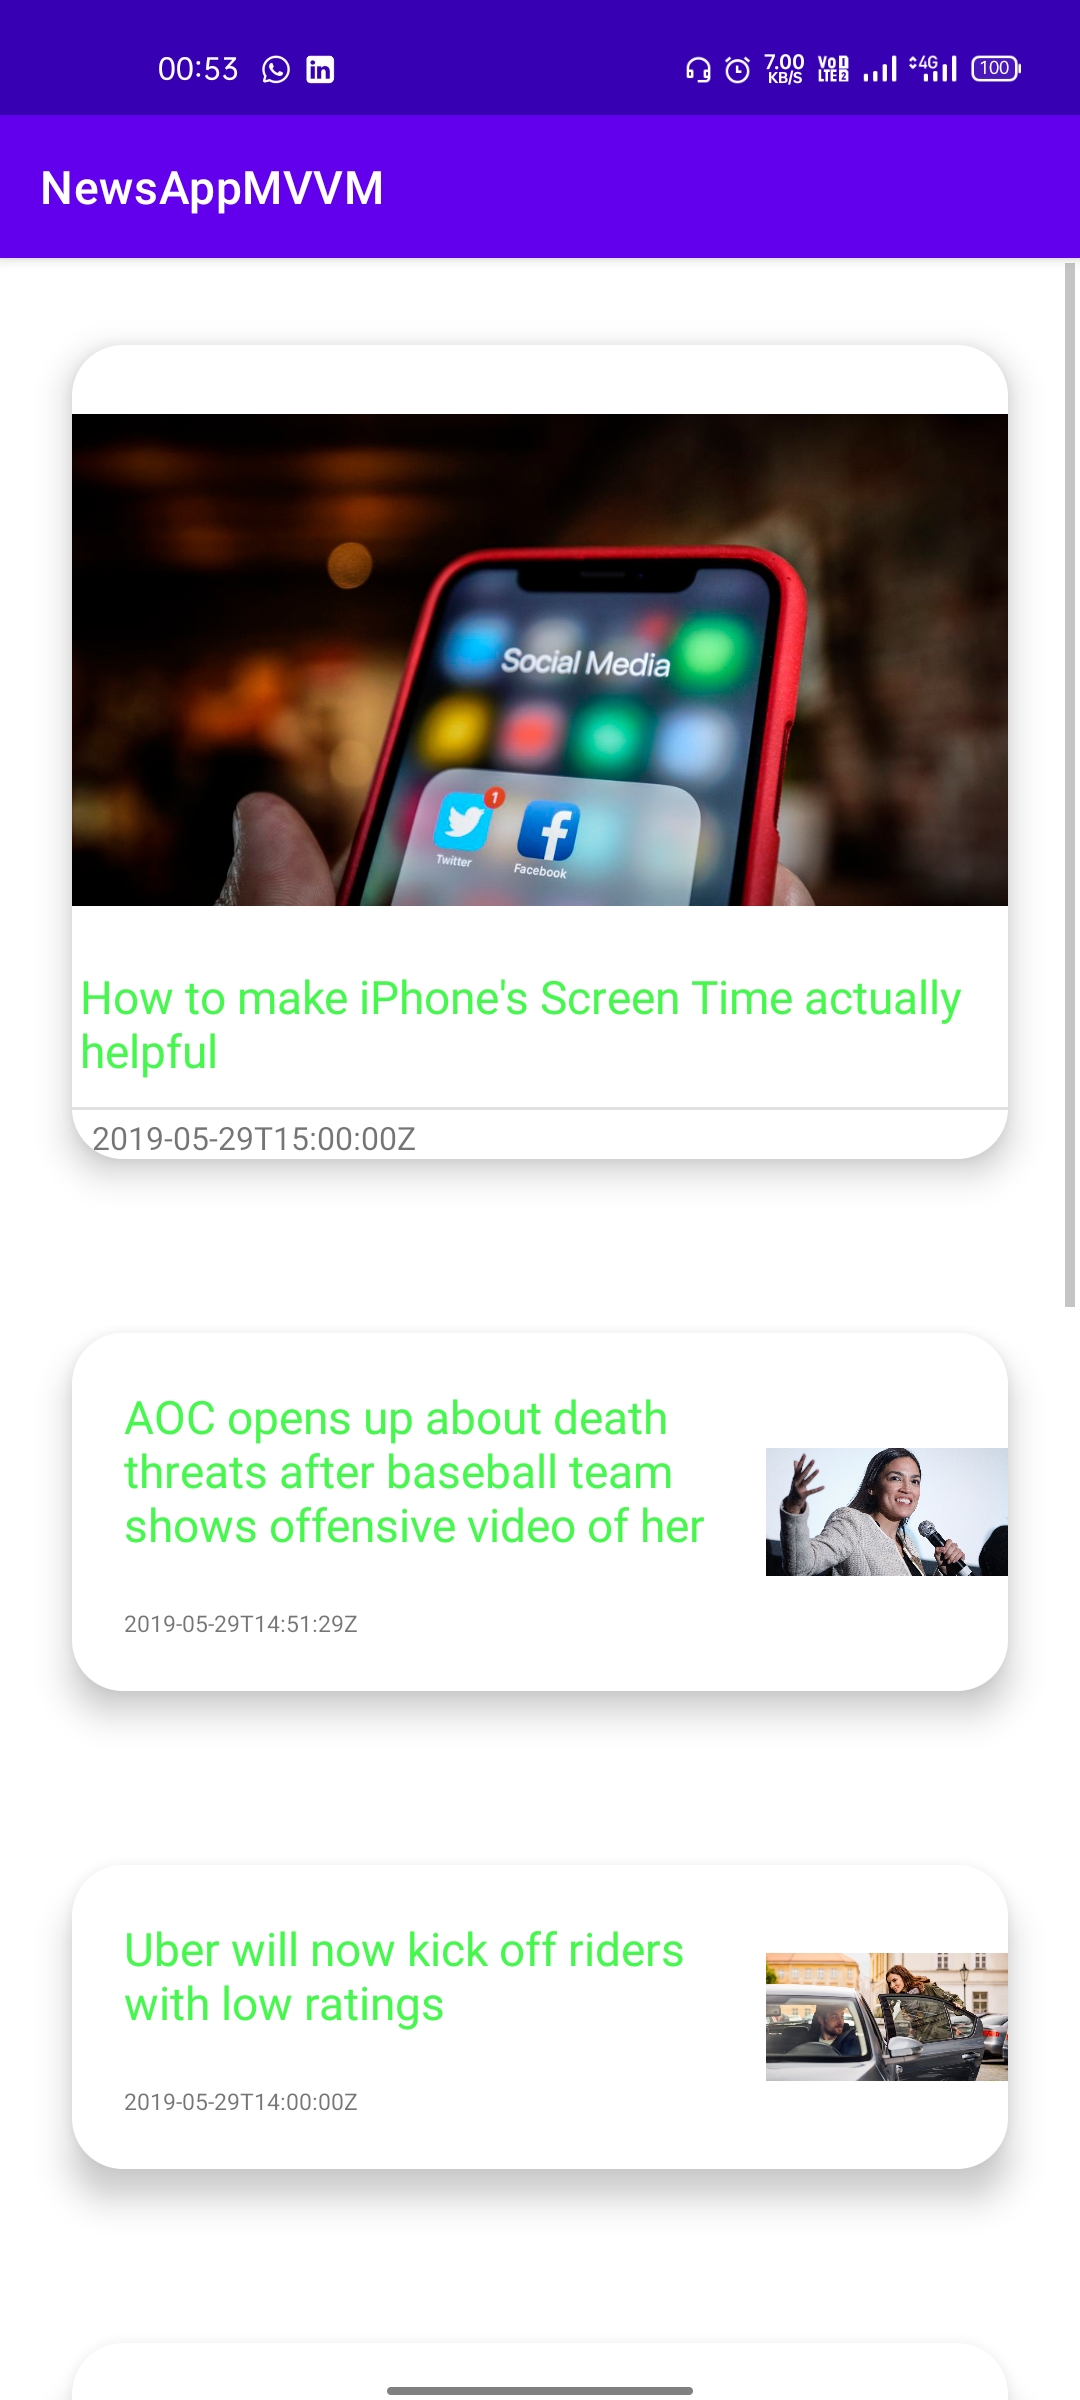 00:53
7.00
KB/S
Vo 1
LTE 2
4G
100
NewsAppMVVM
Social Media
1
Twitter
Facebook
How to make iPhone's Screen Time actually
helpful
2019-05-29T15:00:00Z
AOC opens up about death
threats after baseball team
shows offensive video of her
2019-05-29T14:51:29Z
Uber will now kick off riders
with low ratings
2019-05-29T14:00:00Z